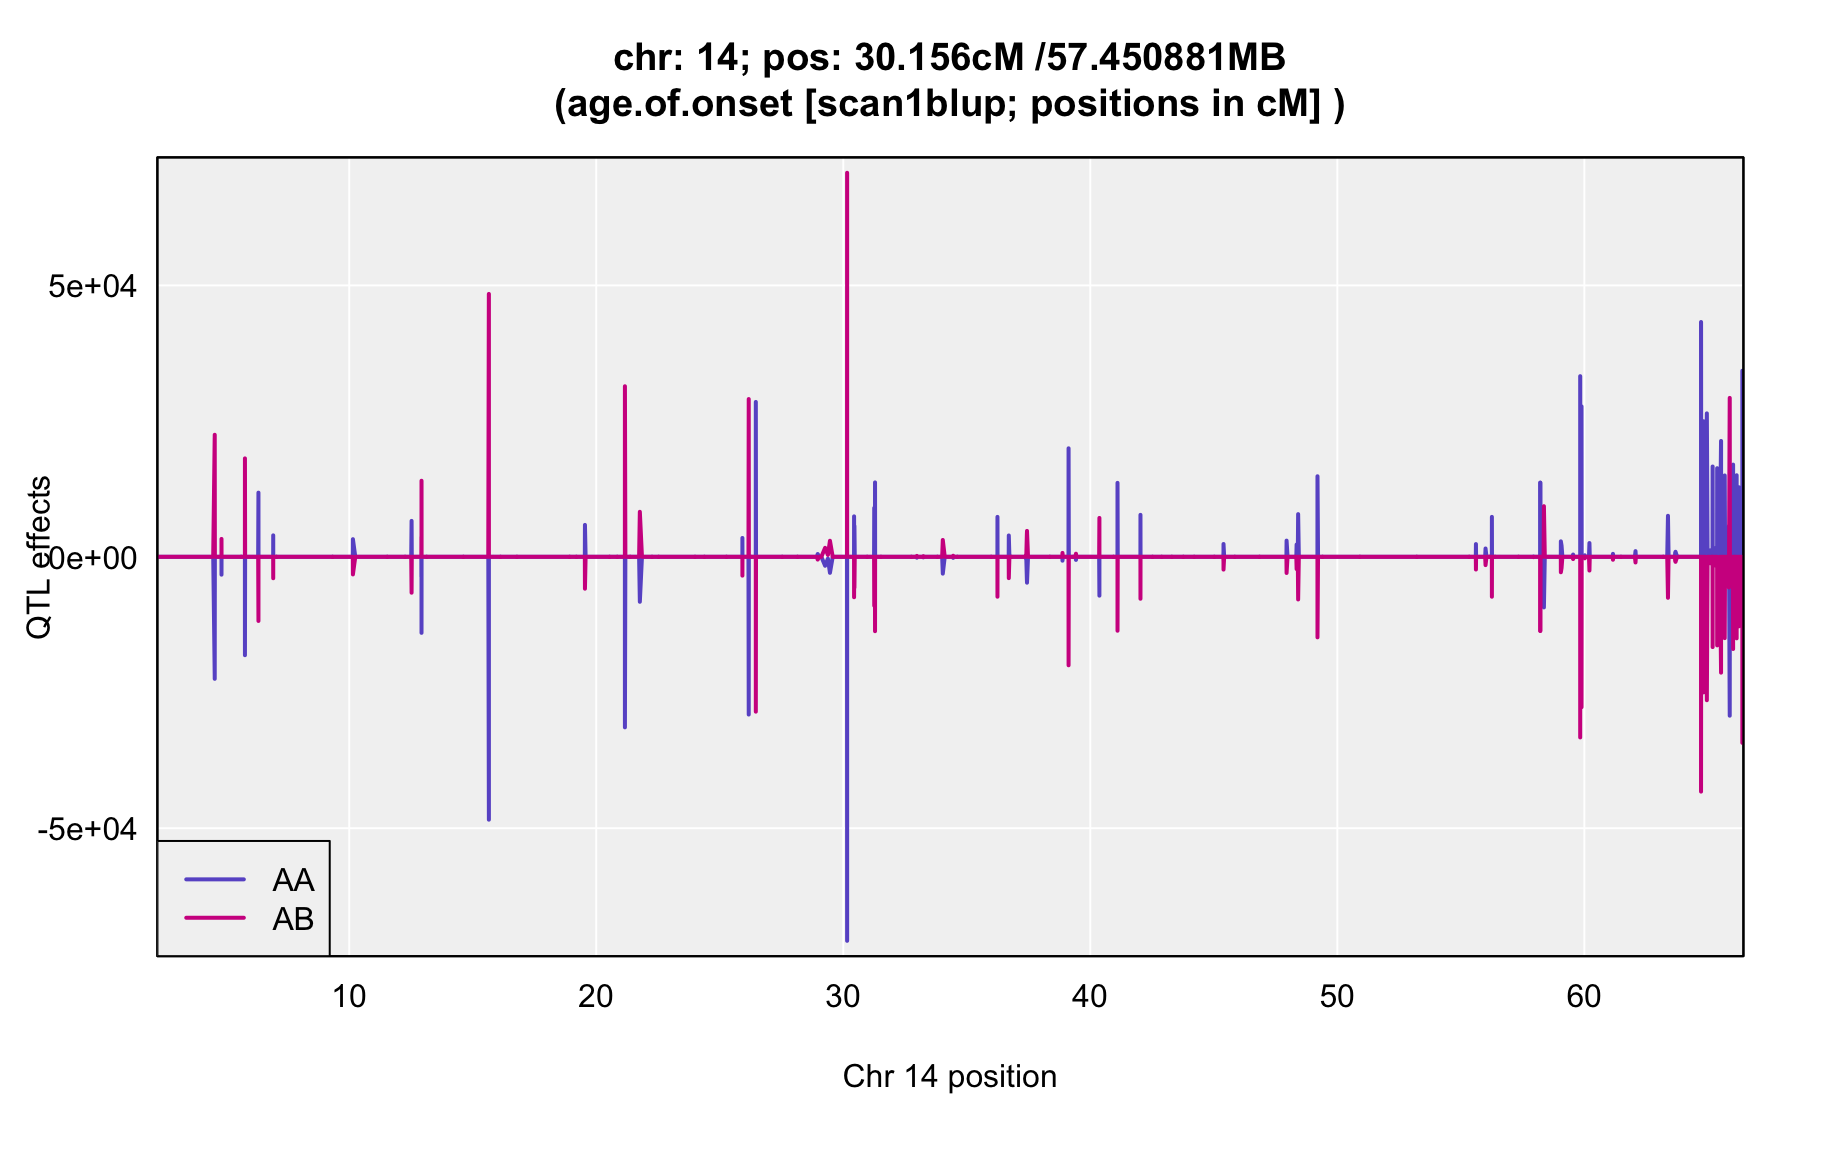 chr: 14; pos: 30.156cM /57.450881MB
(age.of.onset [scan1blup; positions in cM] )
QTL effects
5e+04
0e+00
-5e+04
AA
AB
10 20 30 40 50 60
Chr 14 position